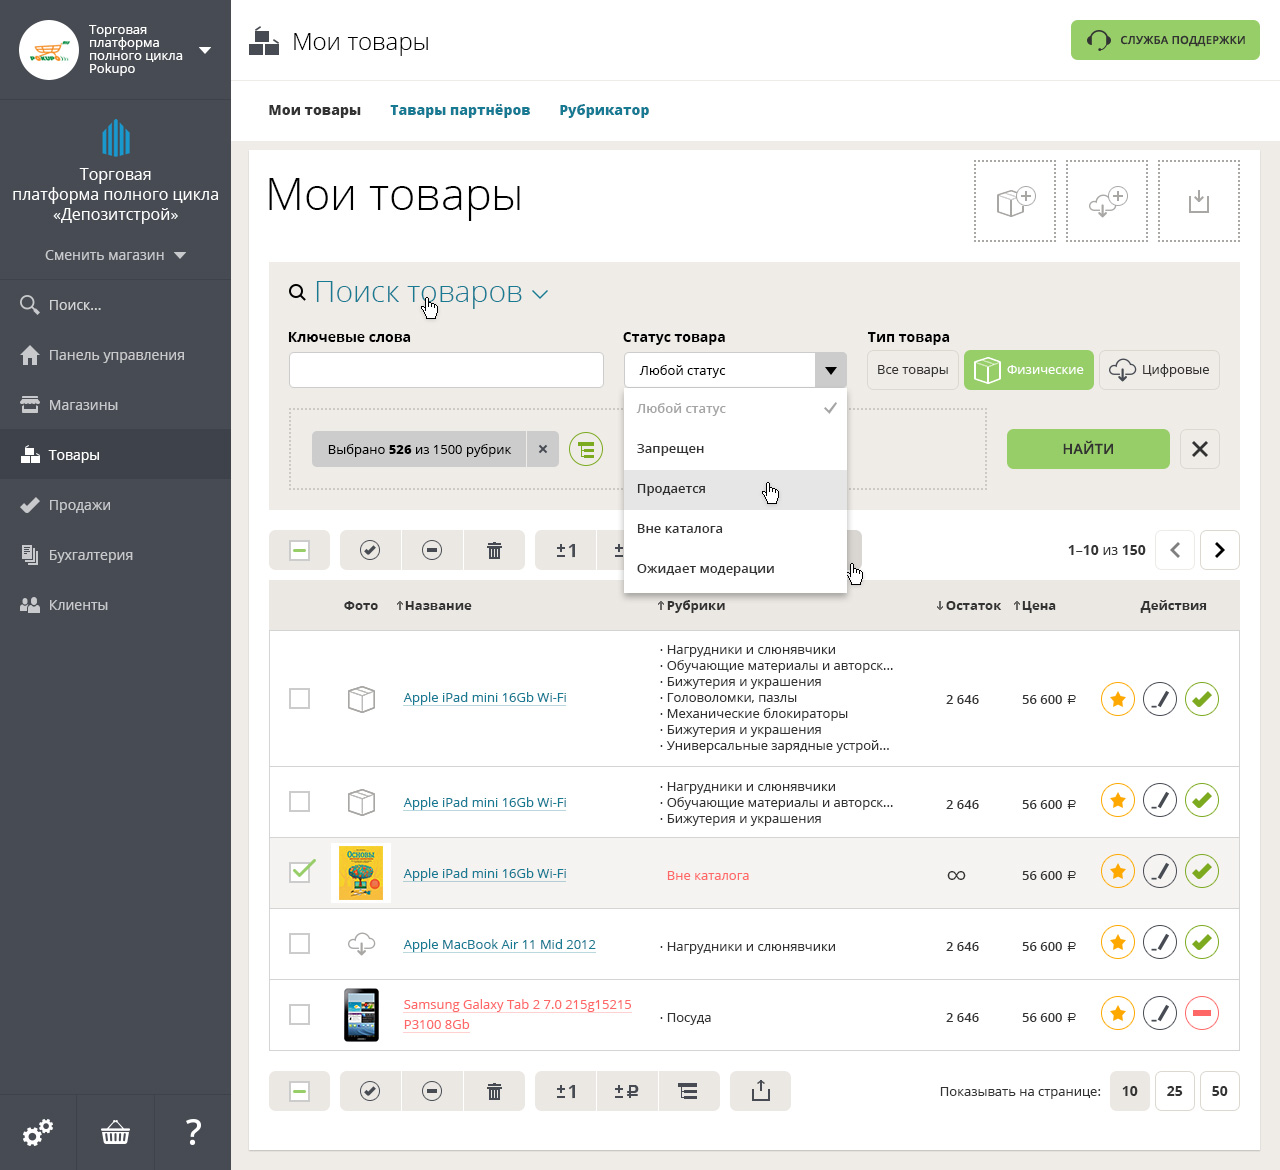 Торговая
платформа
полного цикла
Pokupo
POKUPO
Мои товары
СЛУЖБА ПОДДЕРЖКИ
Мои товары Тавары партнёров Рубрикатор
Торговая
платформа полного цикла
«Депозитстрой»
Сменить магазин
Поиск...
Панель управления
Магазины
Товары
Продажи
Бухгалтерия
Клиенты
?
Мои товары
Поиск товаров
Ключевые слова Статус товара Тип товара
Любой статус Все товары Физические Цифровые
Любой статус
Запрещен
Продается
Вне каталога
Ожидает модерации
Выбрано 526 из 1500 рубрик × НАЙТИ
±1 ± 1–10 из 150
Фото ↑Название ↑Рубрики ↓Остаток ↑Цена Действия
Apple iPad mini 16Gb Wi-Fi
· Нагрудники и слюнявчики
· Обучающие материалы и авторск...
· Бижутерия и украшения
· Головоломки, пазлы
· Механические блокираторы
· Бижутерия и украшения
· Универсальные зарядные устрой...
2 646 56 600 ₽
Apple iPad mini 16Gb Wi-Fi
· Нагрудники и слюнявчики
· Обучающие материалы и авторск...
· Бижутерия и украшения
2 646 56 600 ₽
Основы
Apple iPad mini 16Gb Wi-Fi Вне каталога ∞ 56 600 ₽
Apple MacBook Air 11 Mid 2012 · Нагрудники и слюнявчики 2 646 56 600 ₽
Samsung Galaxy Tab 2 7.0 215g15215
P3100 8Gb
· Посуда 2 646 56 600 ₽
±1 ±₽ Показывать на странице: 10 25 50